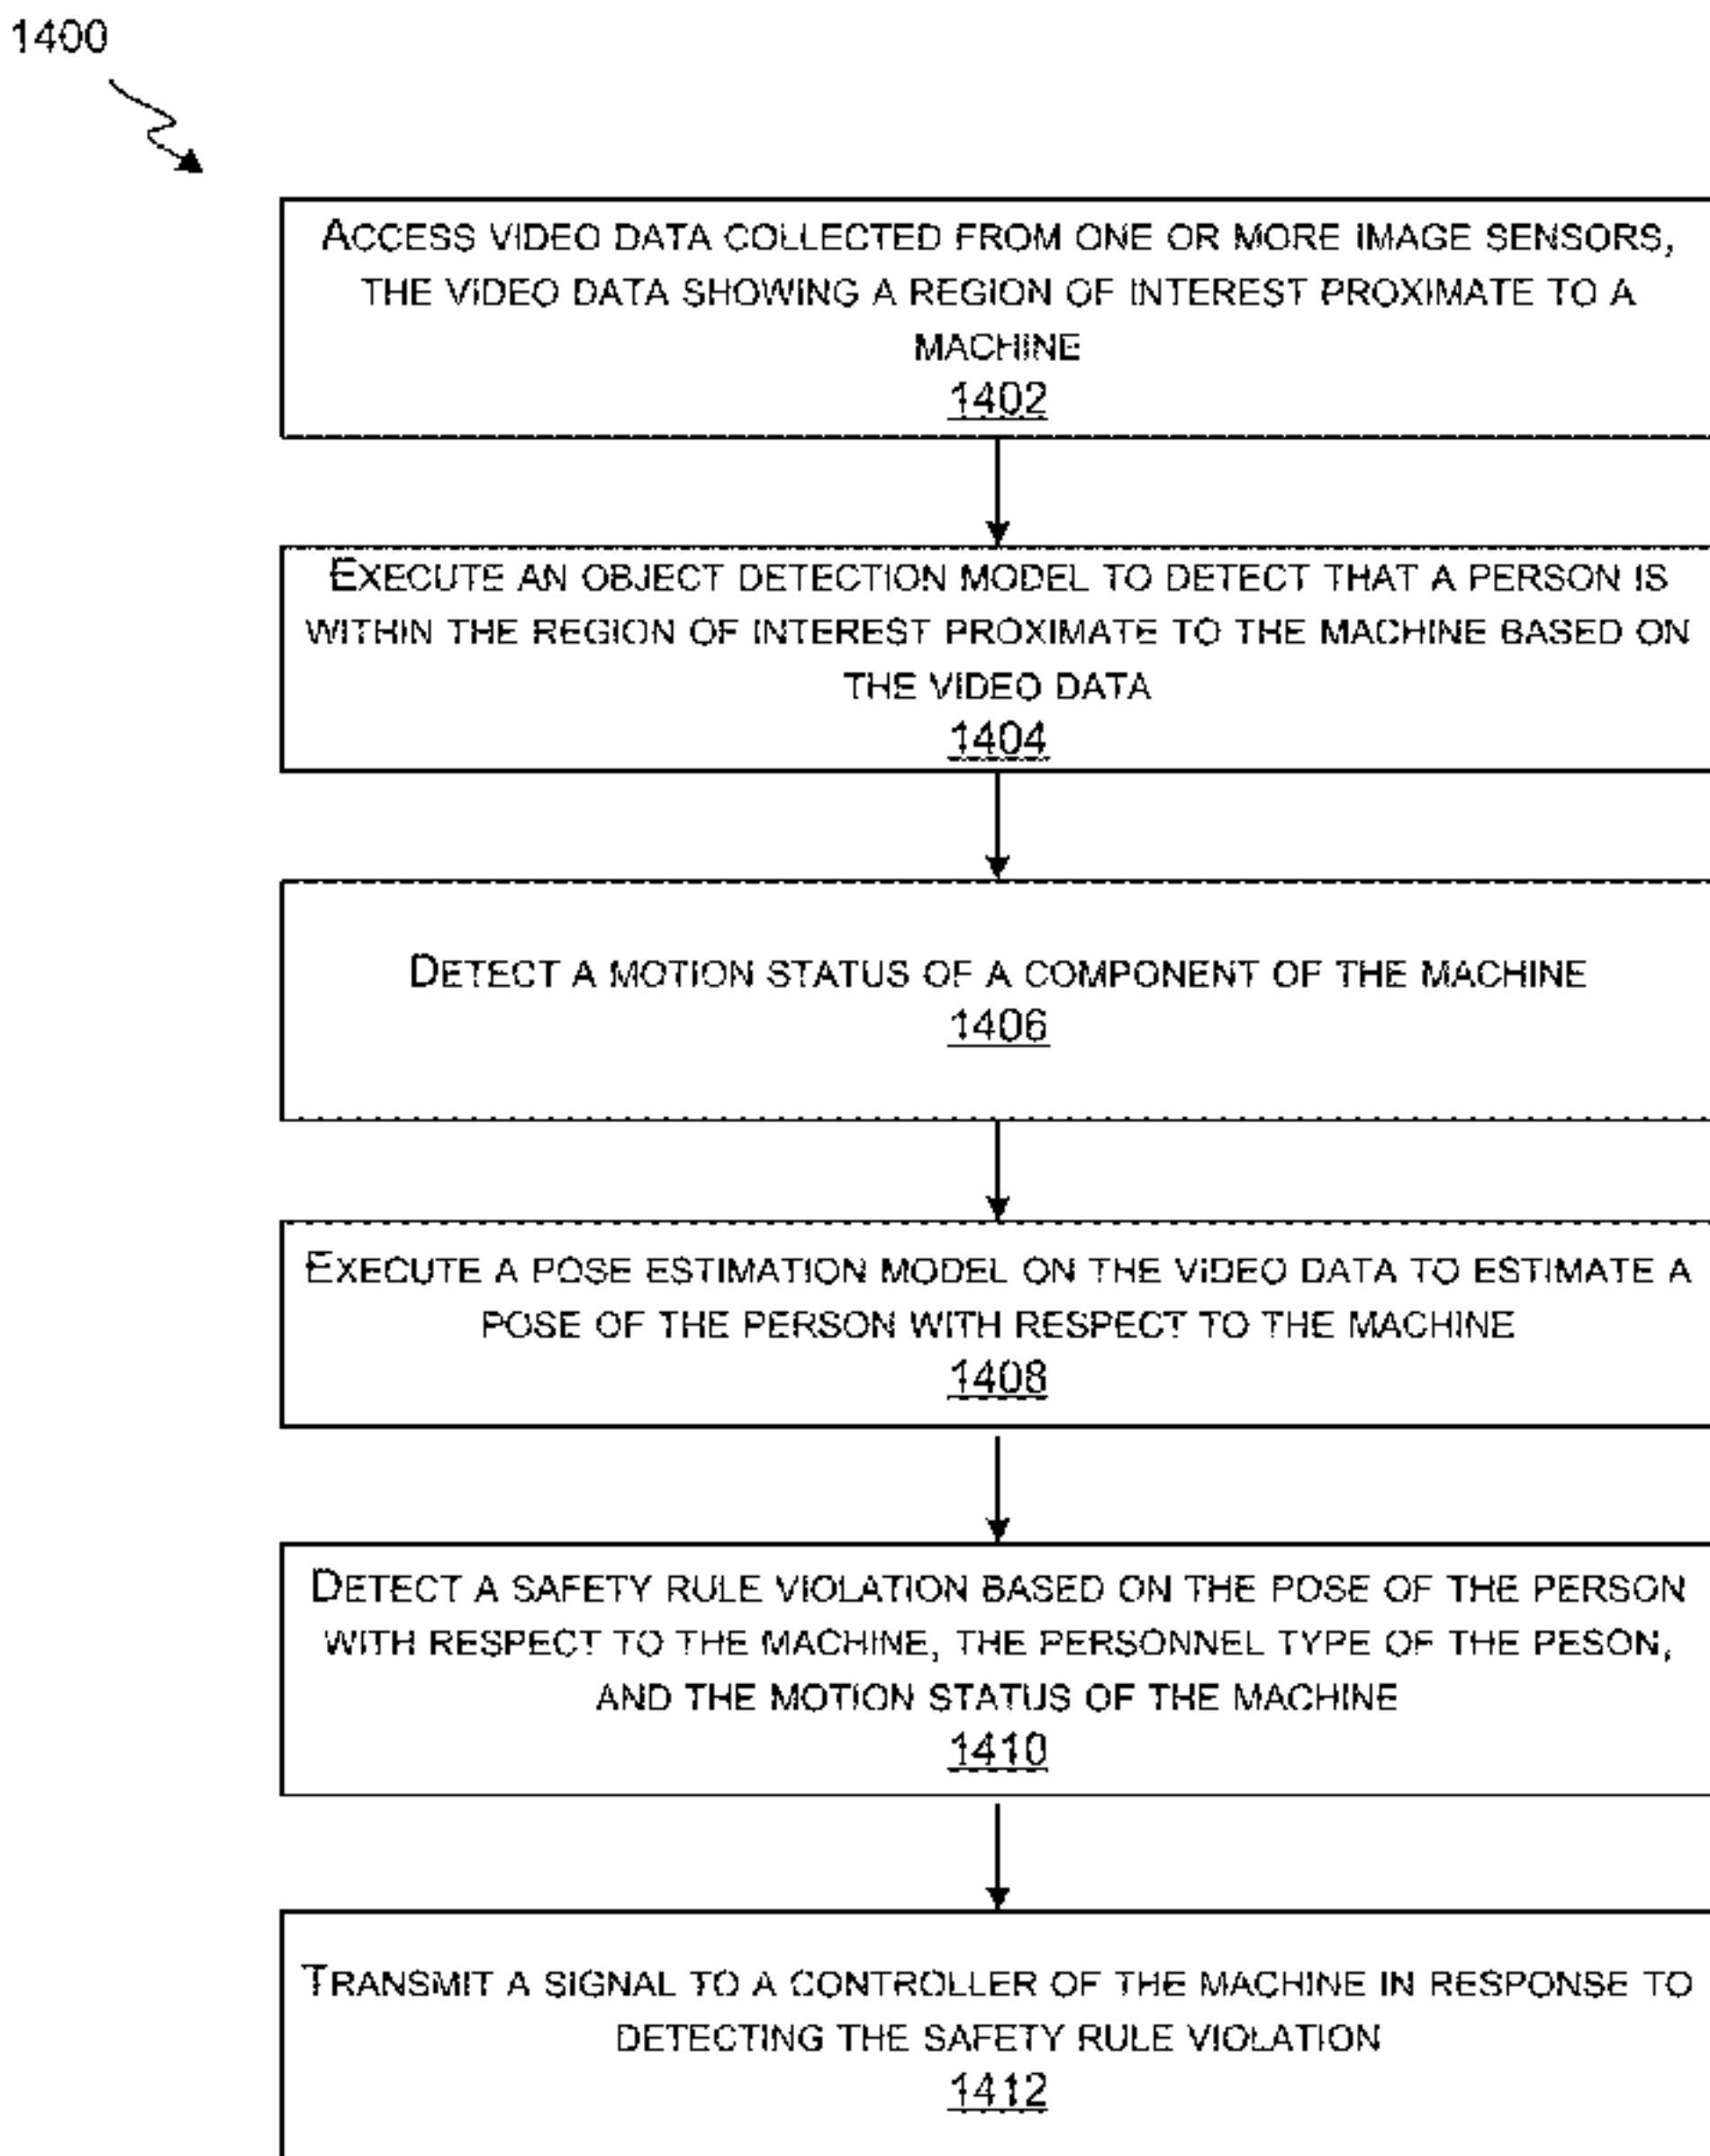 1400
ACCESS VIDEO DATA COLLECTED FROM ONE OR MORE IMAGE SENSORS,
THE VIDEO DATA SHOWING A REGION OF INTEREST PROXIMATE TO A
MACHINE
1402
EXECUTE AN OBJECT DETECTION MODEL TO DETECT THAT A PERSON IS
WITHIN THE REGION OF INTEREST PROXIMATE TO THE MACHINE BASED ON
THE VIDEO DATA
1404
DETECT A MOTION STATUS OF A COMPONENT OF THE MACHINE
1406
EXECUTE A POSE ESTIMATION MODEL ON THE VIDEO DATA TO ESTIMATE A
POSE OF THE PERSON WITH RESPECT TO THE MACHINE
1408
DETECT A SAFETY RULE VIOLATION BASED ON THE POSE OF THE PERSON
WITH RESPECT TO THE MACHINE, THE PERSONNEL TYPE OF THE PESON,
AND THE MOTION STATUS OF THE MACHINE
1410
TRANSMIT A SIGNAL TO A CONTROLLER OF THE MACHINE IN RESPONSE TO
DETECTING THE SAFETY RULE VIOLATION
1412